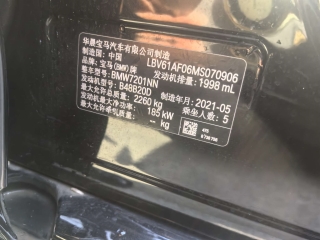 华晨宝马汽车有限公司制造
制造国：中国 LBV61AF06MS070906
品牌：宝马(BMW)牌 发动机排量：1998 mL
整车型号：BMW7201NN
发动机型号：B48B20D 制造年月：2021-05
最大允许总质量：2260 kg 乘坐人数：5
发动机最大净功率：185 kW